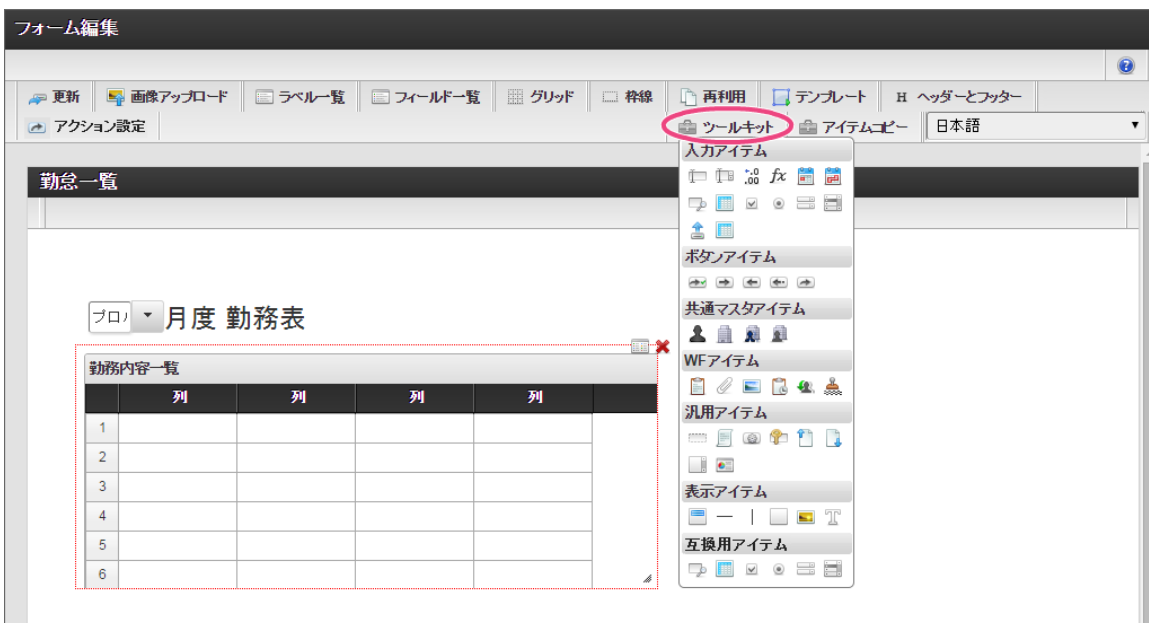 フォーム編集
更新 画像アップロード ラベル一覧 フィールド一覧 グリッド 枠線 再利用 テンプレート H ヘッダーとフッター
アクション設定 ツールキット アイテムコピー 日本語
入力アイテム
勤怠一覧
fx
ボタンアイテム
共通マスタアイテム
月度 勤務表
WFアイテム
勤務内容一覧
列 列 列 列
汎用アイテム
1
2
3
表示アイテム
4
T
5
互換用アイテム
6